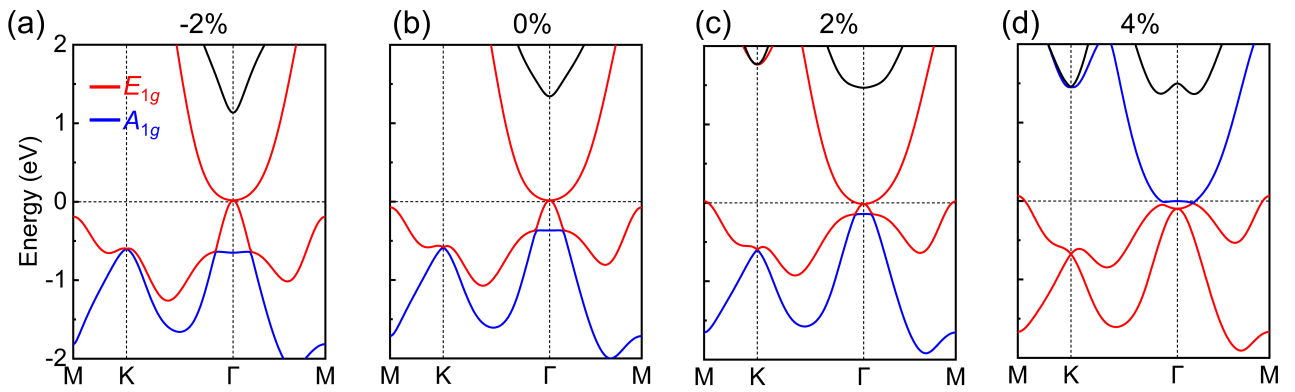 (a) -2% (b) 0% (c) 2% (d) 4%
2
E1g
1
A1g
Energy (eV)
0
-1
-2
M K Γ M M K Γ M M K Γ M M K Γ M